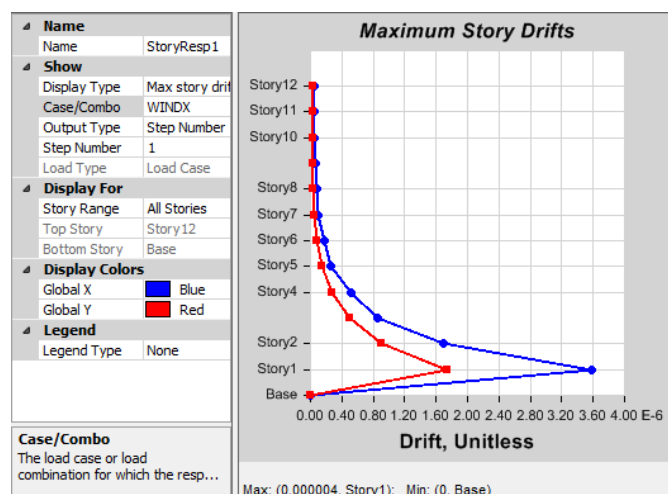 Name
Name StoryResp1
Show
Display Type Max story drif
Case/Combo WINDX
Output Type Step Number
Step Number 1
Load Type Load Case
Display For
Story Range All Stories
Top Story Story12
Bottom Story Base
Display Colors
Global X Blue
Global Y Red
Legend
Legend Type None
Case/Combo
The load case or load
combination for which the resp...
Maximum Story Drifts
Story12
Story11
Story10
Story8
Story7
Story6
Story5
Story4
Story2
Story1
Base
0.00 0.40 0.80 1.20 1.60 2.00 2.40 2.80 3.20 3.60 4.00 E-6
Drift, Unitless
Max: (0.000004, Story1); Min: (0, Base)